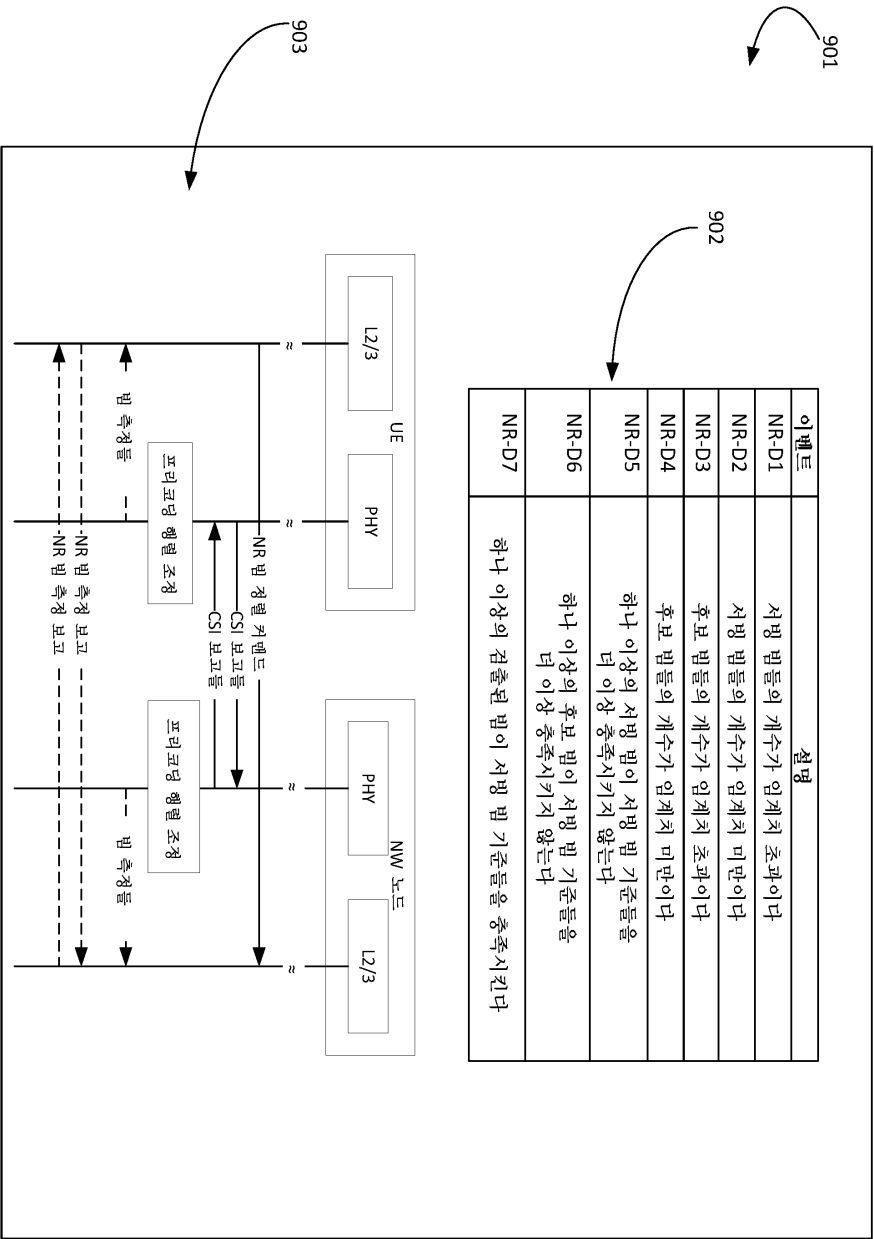 901
902
이벤트 설명
NR-D1 서빙 빔들의 개수가 임계치 초과이다
NR-D2 서빙 빔들의 개수가 임계치 미만이다
NR-D3 후보 빔들의 개수가 임계치 초과이다
NR-D4 후보 빔들의 개수가 임계치 미만이다
NR-D5 하나 이상의 서빙 빔이 서빙 빔 기준들을
더 이상 충족시키지 않는다
NR-D6 하나 이상의 후보 빔이 서빙 빔 기준들을
더 이상 충족시키지 않는다
NR-D7 하나 이상의 검출된 빔이 서빙 빔 기준들을 충족시킨다
903
UE NW 노드
L2/3 PHY PHY L2/3
NR 빔 정렬 커맨드
CSI 보고들
CSI 보고들
프리코딩 행렬 조정 프리코딩 행렬 조정
빔 측정들 빔 측정들
NR 빔 측정 보고
NR 빔 측정 보고